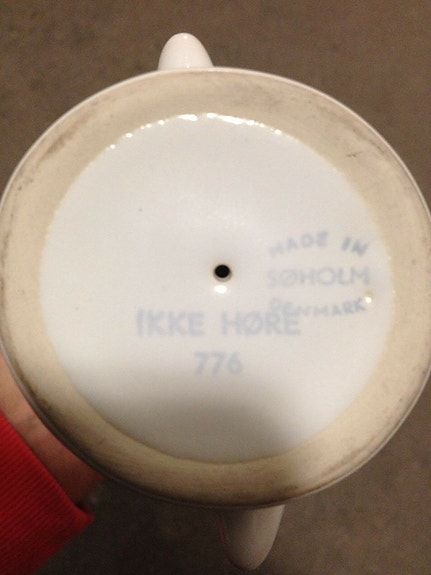 MADE IN
SØHOLM
DENMARK
IKKE HØRE
776